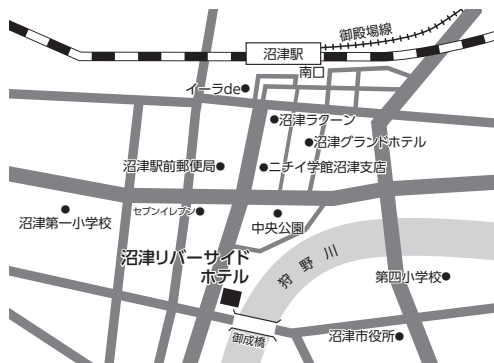 御殿場線
沼津駅
南口
イーラde
沼津ラクーン
沼津グランドホテル
沼津駅前郵便局
ニチイ学館沼津支店
沼津第一小学校
セブンイレブン
中央公園
沼津リバーサイド
ホテル
狩野川
第四小学校
御成橋
沼津市役所